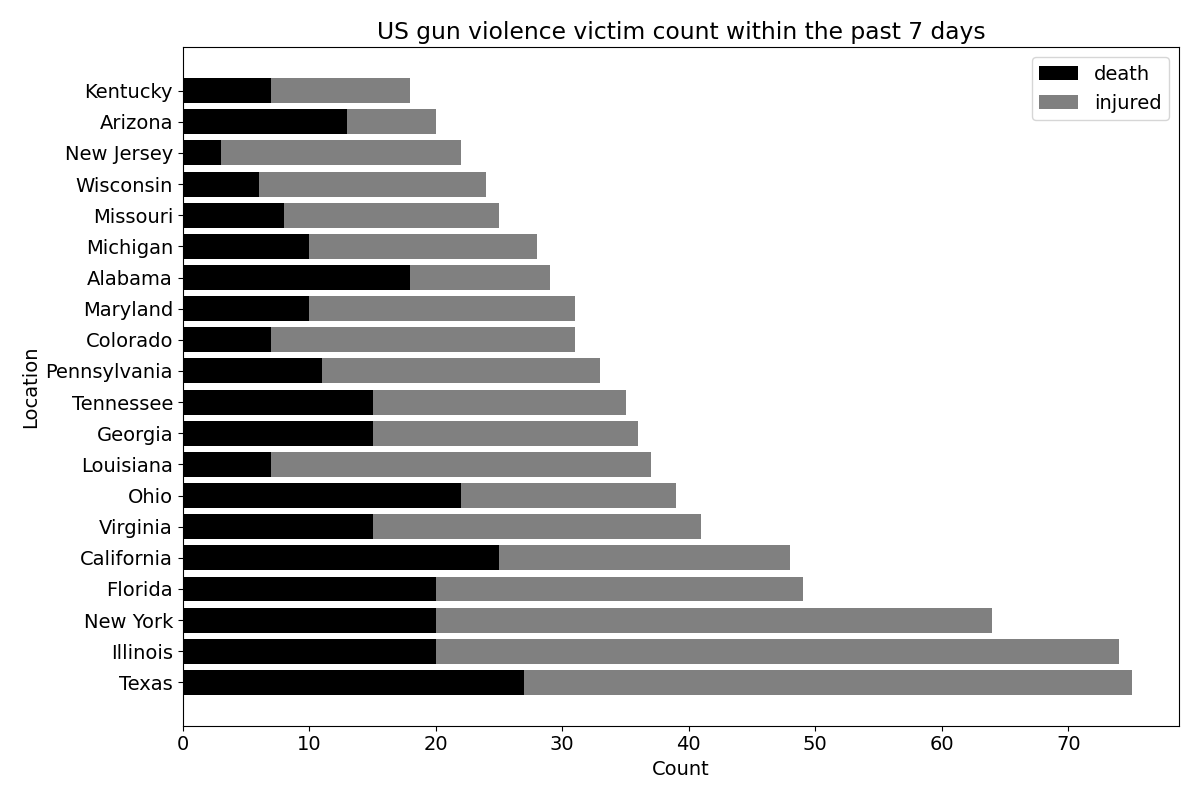 US gun violence victim count within the past 7 days
death
injured
Kentucky
Arizona
New Jersey
Wisconsin
Missouri
Michigan
Alabama
Maryland
Colorado
Pennsylvania
Tennessee
Georgia
Louisiana
Ohio
Virginia
California
Florida
New York
Illinois
Texas
Location
0 10 20 30 40 50 60 70
Count